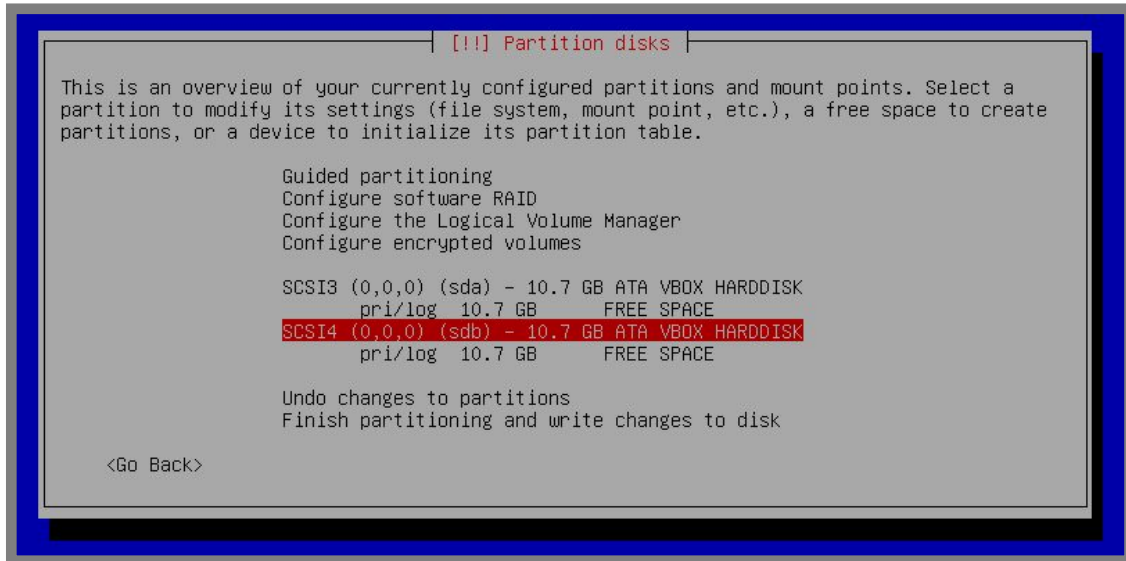 [!!] Partition disks
This is an overview of your currently configured partitions and mount points. Select a
partition to modify its settings (file system, mount point, etc.), a free space to create
partitions, or a device to initialize its partition table.
Guided partitioning
Configure software RAID
Configure the Logical Volume Manager
Configure encrypted volumes
SCSI3 (0,0,0) (sda) - 10.7 GB ATA VBOX HARDDISK
pri/log 10.7 GB FREE SPACE
SCSI4 (0,0,0) (sdb) - 10.7 GB ATA VBOX HARDDISK
pri/log 10.7 GB FREE SPACE
Undo changes to partitions
Finish partitioning and write changes to disk
<Go Back>